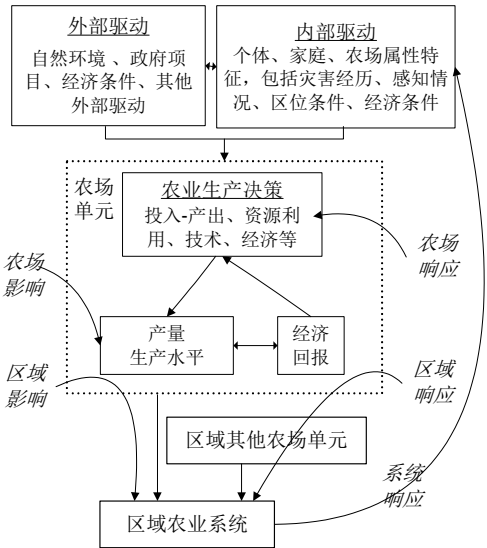 外部驱动
自然环境、政府项
目、经济条件、其他
外部驱动
内部驱动
个体、家庭、农场属性特
征，包括灾害经历、感知情
况、区位条件、经济条件
农场
单元
农业生产决策
投入-产出、资源利
用、技术、经济等
农场
影响
农场
响应
产量
生产水平
经济
回报
区域
影响
区域
响应
区域其他农场单元
系统
响应
区域农业系统